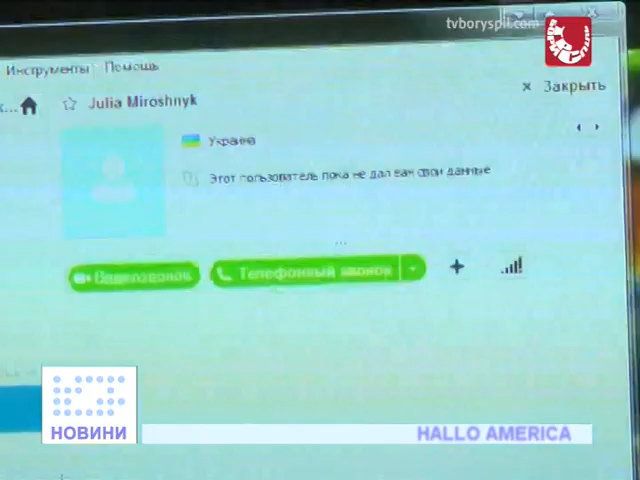 tvboryspil.com
Инструменты Помощь
Закрыть
Julia Miroshnyk
Украина
Этот пользователь пока не дал вам свои данные
...
Видеозвонок Телефонный звонок
НОВИНИ
HALLO AMERICA